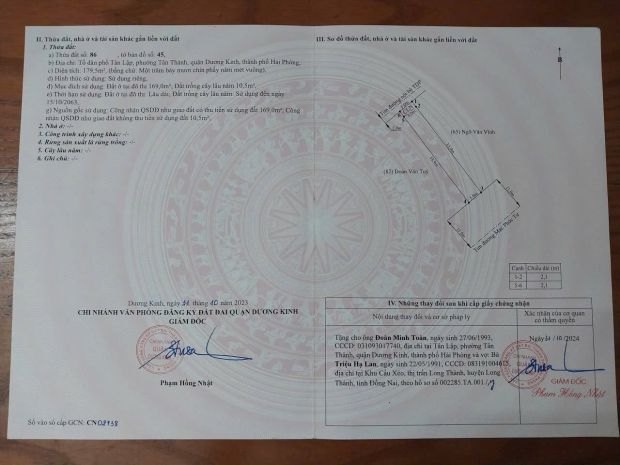 II. Thửa đất, nhà ở và tài sản khác gắn liền với đất
1. Thửa đất:
a) Thửa đất số: 86 , tờ bản đồ số: 45,
b) Địa chỉ: Tổ dân phố Tân Lập, phường Tân Thành, quận Dương Kinh, thành phố Hải Phòng,
c) Diện tích: 179,5m², (bằng chữ: Một trăm bảy mươi chín phẩy năm mét vuông),
d) Hình thức sử dụng: Sử dụng riêng,
đ) Mục đích sử dụng: Đất ở tại đô thị 169,0m²; Đất trồng cây lâu năm 10,5m²,
e) Thời hạn sử dụng: Đất ở tại đô thị: Lâu dài; Đất trồng cây lâu năm: Sử dụng đến ngày
15/10/2063,
g) Nguồn gốc sử dụng: Công nhận QSDĐ như giao đất có thu tiền sử dụng đất 169,0m²; Công
nhận QSDĐ như giao đất không thu tiền sử dụng đất 10,5m².
2. Nhà ở: -/-
3. Công trình xây dựng khác: -/-
4. Rừng sản xuất là rừng trồng: -/-
5. Cây lâu năm: -/-
6. Ghi chú: -/-
Dương Kinh, ngày 31 tháng 10 năm 2023
CHI NHÁNH VĂN PHÒNG ĐĂNG KÝ ĐẤT ĐAI QUẬN DƯƠNG KINH
GIÁM ĐỐC
Phạm Hồng Nhật
Số vào sổ cấp GCN: CN
III. Sơ đồ thửa đất, nhà ở và tài sản khác gắn liền với đất
B
(65) Ngô Văn Vĩnh
(87) Đoàn Văn
Tim đường Mạc Phúc Tư
Cạnh Chiều dài (m)
1-2 2,1
1-6 2,1
IV. Những thay đổi sau khi cấp giấy chứng nhận
Nội dung thay đổi và cơ sở pháp lý
Xác nhận của cơ quan
có thẩm quyền
Tặng cho ông Đoàn Minh Toàn, ngày sinh 27/06/1993,
CCCD: 031093017740, địa chỉ tại Tân Lập, phường Tân
Thành, quận Dương Kinh, thành phố Hải Phòng và vợ Bà
Triệu Hạ Lan, ngày sinh 22/05/1991, CCCD: 083191004612
địa chỉ tại Khu Cầu Xéo, thị trấn Long Thành, huyện Long
Thành, tỉnh Đồng Nai, theo hồ sơ số 002285.TA.001./.
GIÁM ĐỐC
Phạm Hồng Nhật